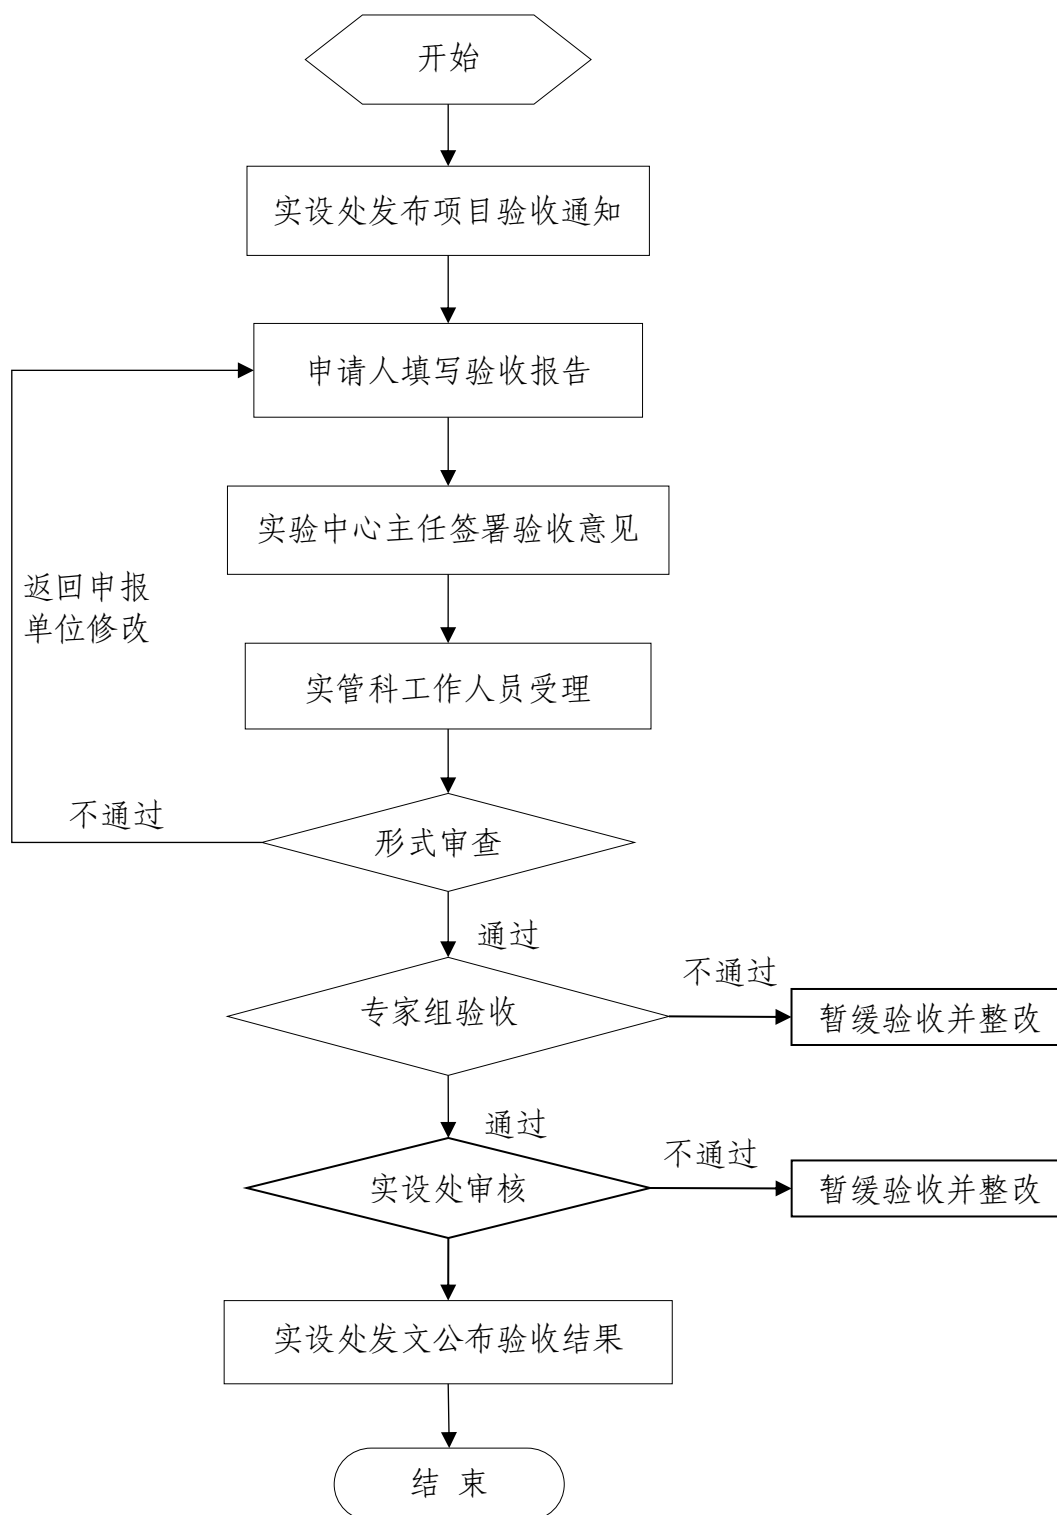 开始
实设处发布项目验收通知
申请人填写验收报告
实验中心主任签署验收意见
返回申报
单位修改
实管科工作人员受理
不通过
形式审查
通过
不通过
专家组验收
暂缓验收并整改
通过
不通过
实设处审核
暂缓验收并整改
实设处发文公布验收结果
结 束